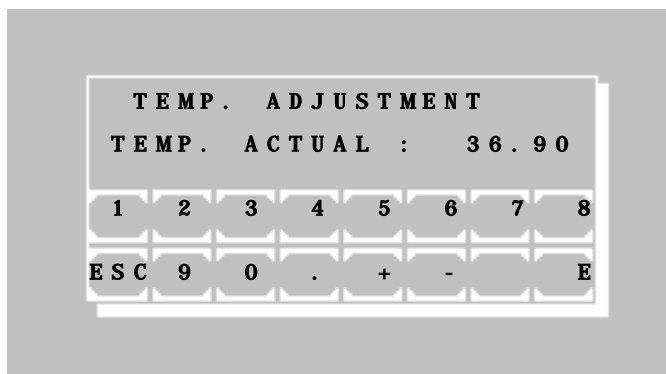 TEMP. ADJUSTMENT
TEMP. ACTUAL : 36.90
1 2 3 4 5 6 7 8
ESC 9 0 . + - E